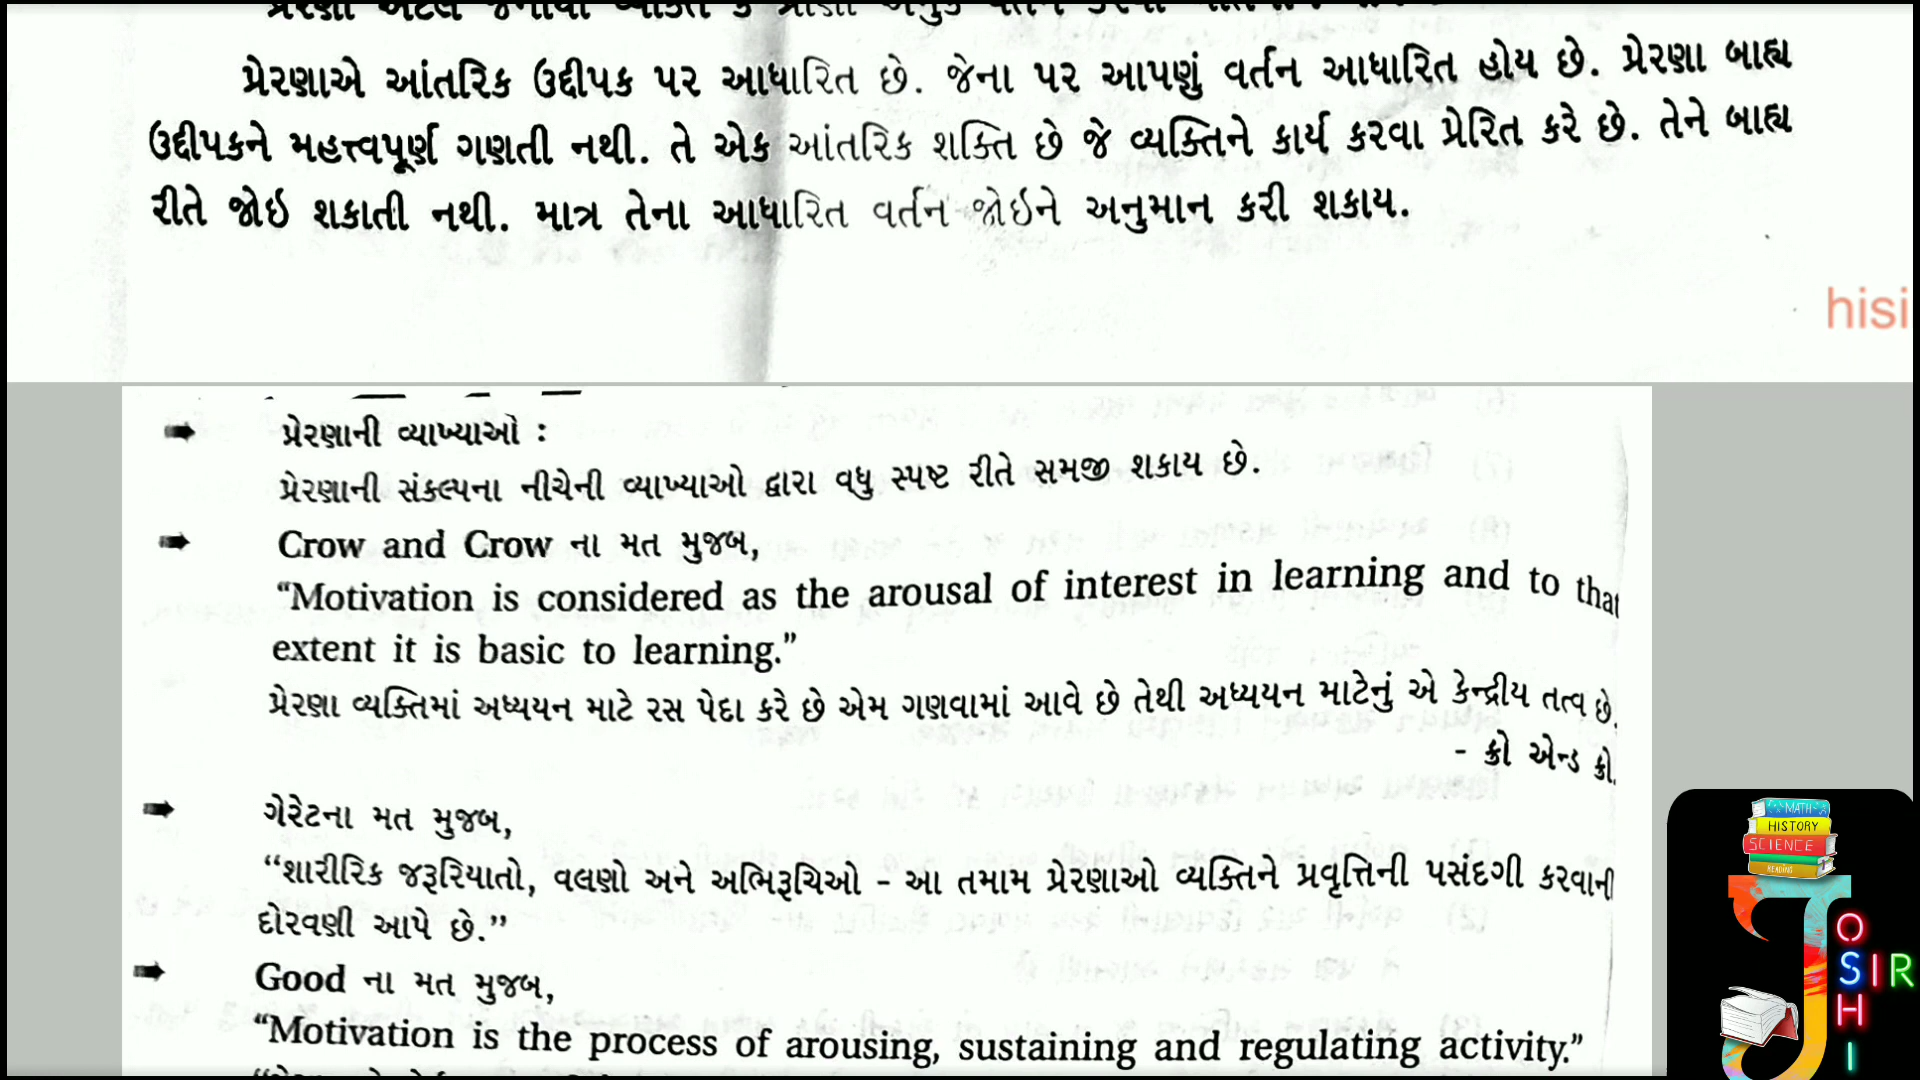 પ્રેરણાએ આંતરિક ઉદ્દીપક પર આધારિત છે. જેના પર આપણું વર્તન આધારિત હોય છે. પ્રેરણા બાહ્ય
ઉદ્દીપકને મહત્ત્વપૂર્ણ ગણતી નથી. તે એક આંતરિક શક્તિ છે જે વ્યક્તિને કાર્ય કરવા પ્રેરિત કરે છે. તેને બાહ્ય
રીતે જોઇ શકાતી નથી. માત્ર તેના આધારિત વર્તન જોઇને અનુમાન કરી શકાય.
hisi
પ્રેરણાની વ્યાખ્યાઓ :
પ્રેરણાની સંકલ્પના નીચેની વ્યાખ્યાઓ દ્વારા વધુ સ્પષ્ટ રીતે સમજી શકાય છે.
Crow and Crow ના મત મુજબ,
“Motivation is considered as the arousal of interest in learning and to that
extent it is basic to learning.”
પ્રેરણા વ્યક્તિમાં અધ્યયન માટે રસ પેદા કરે છે એમ ગણવામાં આવે છે તેથી અધ્યયન માટેનું એ કેન્દ્રીય તત્વ છે.
- ક્રો એન્ડ ક્રો.
ગેરેટના મત મુજબ,
“શારીરિક જરૂરિયાતો, વલણો અને અભિરૂચિઓ – આ તમામ પ્રેરણાઓ વ્યક્તિને પ્રવૃત્તિની પસંદગી કરવાની
દોરવણી આપે છે.”
Good ના મત મુજબ,
“Motivation is the process of arousing, sustaining and regulating activity.”
MATH
HISTORY
SCIENCE
READING
JOSHI
SIR